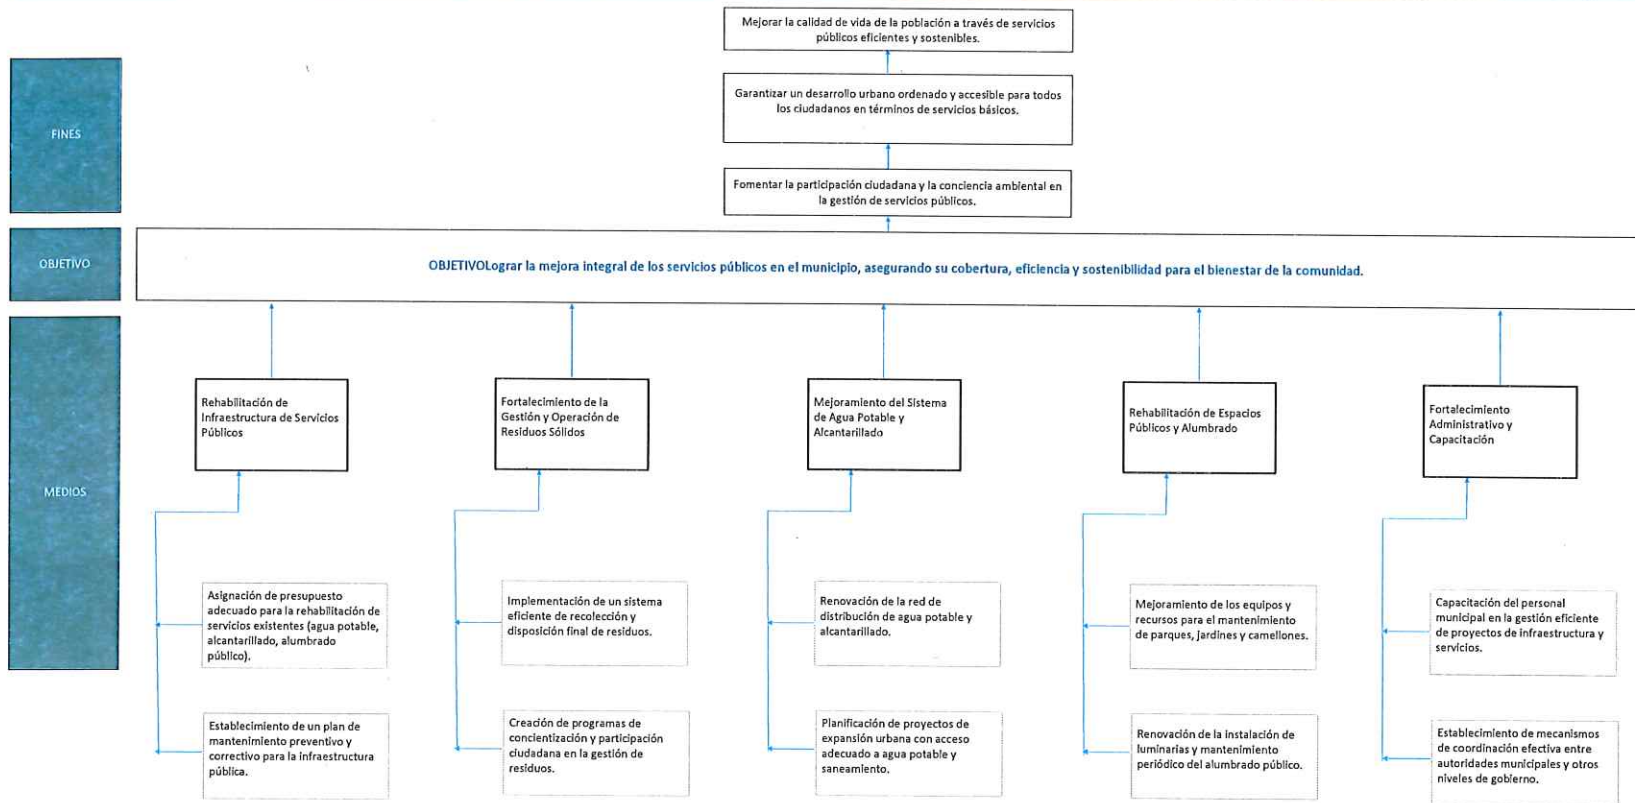 Mejorar la calidad de vida de la población a través de servicios
públicos eficientes y sostenibles.
FINES
Garantizar un desarrollo urbano ordenado y accesible para todos
los ciudadanos en términos de servicios básicos.
Fomentar la participación ciudadana y la conciencia ambiental en
la gestión de servicios públicos.
OBJETIVO
OBJETIVOLograr la mejora integral de los servicios públicos en el municipio, asegurando su cobertura, eficiencia y sostenibilidad para el bienestar de la comunidad.
MEDIOS
Rehabilitación de
Infraestructura de Servicios
Públicos
Fortalecimiento de la
Gestión y Operación de
Residuos Sólidos
Mejoramiento del Sistema
de Agua Potable y
Alcantarillado
Rehabilitación de Espacios
Públicos y Alumbrado
Fortalecimiento
Administrativo y
Capacitación
Asignación de presupuesto
adecuado para la rehabilitación de
servicios existentes (agua potable,
alcantarillado, alumbrado
público).
Implementación de un sistema
eficiente de recolección y
disposición final de residuos.
Renovación de la red de
distribución de agua potable y
alcantarillado.
Mejoramiento de los equipos y
recursos para el mantenimiento
de parques, jardines y camellones.
Capacitación del personal
municipal en la gestión eficiente
de proyectos de infraestructura y
servicios.
Establecimiento de un plan de
mantenimiento preventivo y
correctivo para la infraestructura
pública.
Creación de programas de
concientización y participación
ciudadana en la gestión de
residuos.
Planificación de proyectos de
expansión urbana con acceso
adecuado a agua potable y
saneamiento.
Renovación de la instalación de
luminarias y mantenimiento
periódico del alumbrado público.
Establecimiento de mecanismos
de coordinación efectiva entre
autoridades municipales y otros
niveles de gobierno.